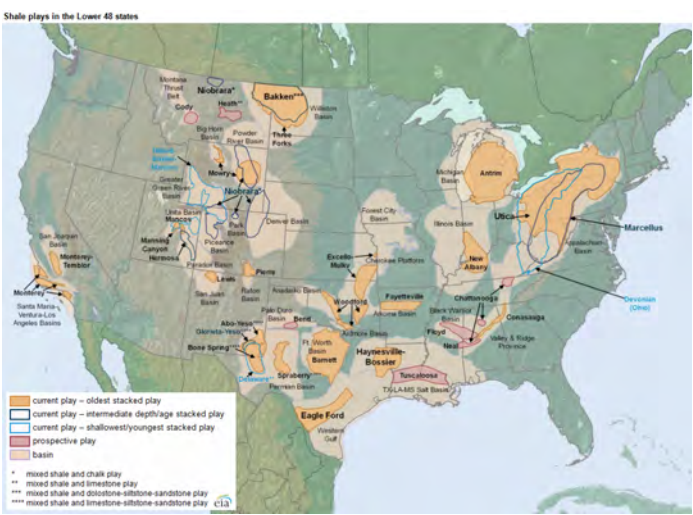 Shale plays in the Lower 48 states
Montana
Thrust
Belt
Niobrara*
Cody
Heath**
Bakken***
Williston
Basin
Big Horn
Basin
Powder
River Basin
Three
Forks
Mowry
Greater
Green River
Basin
Niobrara*
Uinta Basin
Mancos
Park
Basin
Denver Basin
Manning
Canyon
Piceance
Basin
Hermosa
Paradox Basin
San Joaquin
Basin
Monterey-
Temblor
Monterey
Santa Maria
Ventura-Los
Angeles Basins
Lewis
San Juan
Basin
Pierre
Raton
Basin
Anadarko Basin
Forest City
Basin
Excello-
Mulky
Cherokee Platform
Woodford
Fayetteville
Arkoma Basin
Ardmore Basin
Palo Duro
Basin
Bend
Abo-Yeso
Glorieta-Yeso
Bone Spring
Delaware
Spraberry
Permian Basin
Ft. Worth
Basin
Barnett
Haynesville-
Bossier
Tuscaloosa
TX-LA-MS Salt Basin
Eagle Ford
Western
Gulf
Michigan
Basin
Antrim
Illinois Basin
New
Albany
Utica
Marcellus
Appalachian
Basin
Devonian
(Ohio)
Chattanooga
Black Warrior
Basin
Floyd
Neal
Conasauga
Valley & Ridge
Province
current play – oldest stacked play
current play – intermediate depth/age stacked play
current play – shallowest/youngest stacked play
prospective play
basin
* mixed shale and chalk play
** mixed shale and limestone play
*** mixed shale and dolostone-siltstone-sandstone play
**** mixed shale and limestone-siltstone-sandstone play
eia